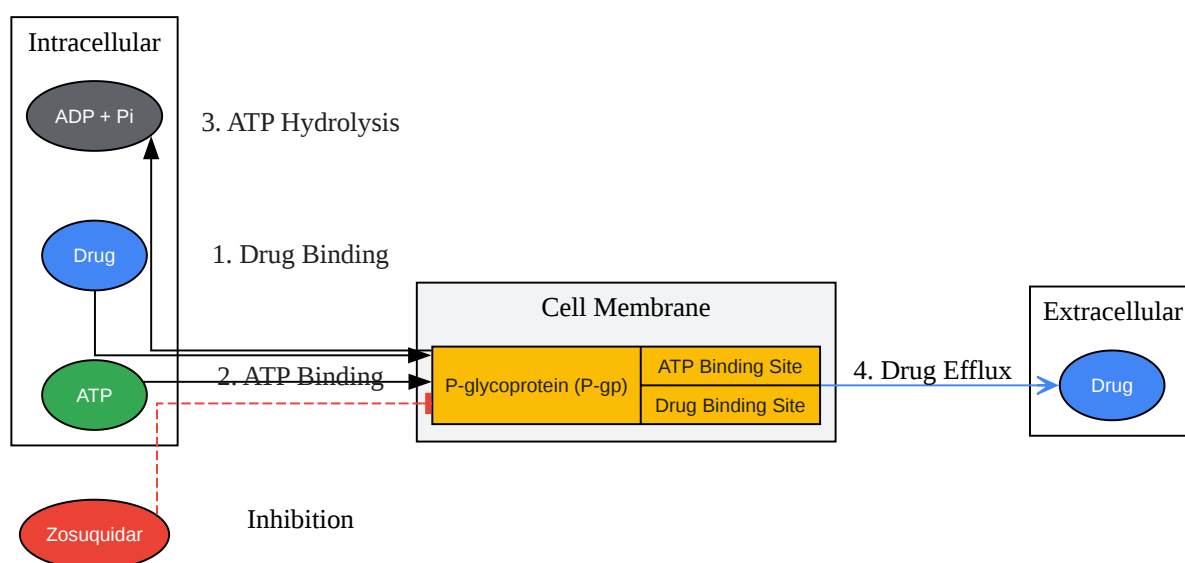 Intracellular
ADP + Pi
3. ATP Hydrolysis
Drug
1. Drug Binding
Cell Membrane
Extracellular
ATP
2. ATP Binding
P-glycoprotein (P-gp)
ATP Binding Site
Drug Binding Site
4. Drug Efflux
Drug
Zosuquidar
Inhibition